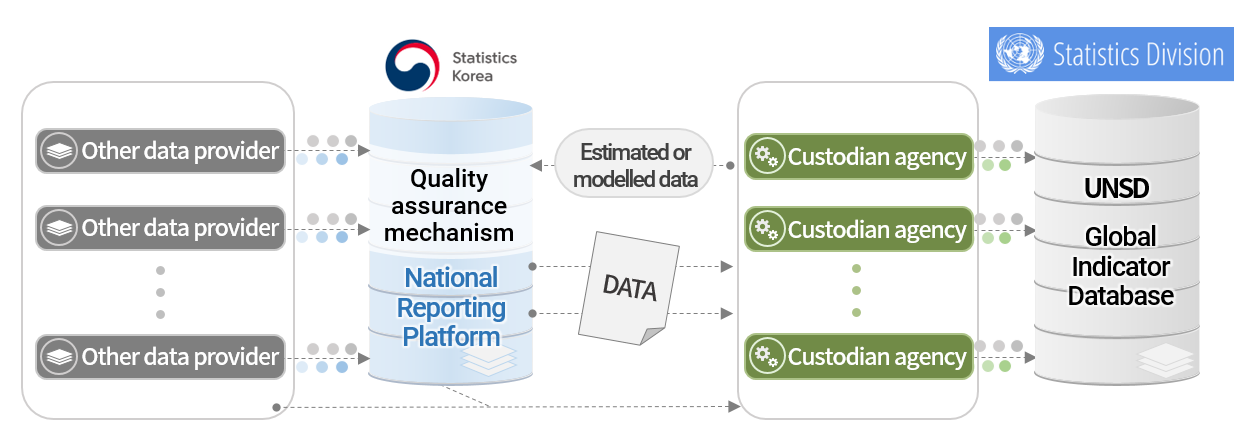 Statistics
Korea
Statistics Division
Other data provider
Other data provider
Other data provider
Quality
assurance
mechanism
National
Reporting
Platform
Estimated or
modelled data
DATA
Custodian agency
Custodian agency
Custodian agency
UNSD
Global
Indicator
Database